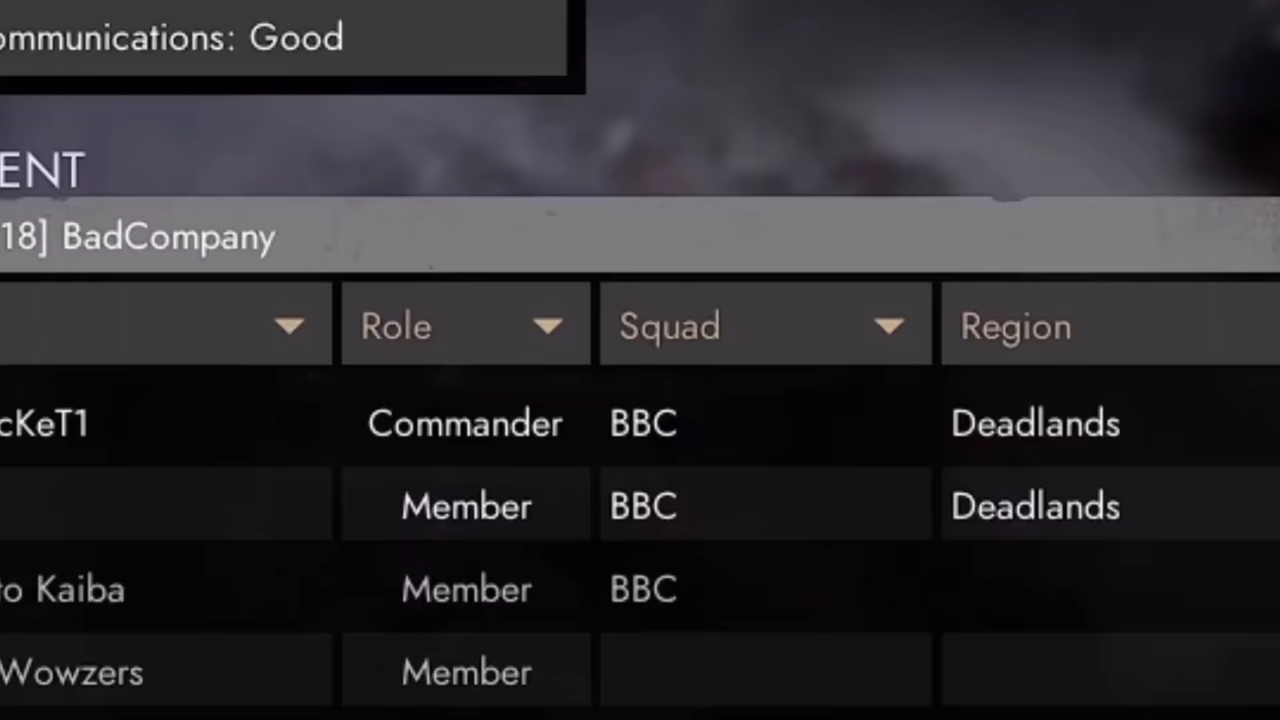 ommunications: Good
ENT
18] BadCompany
Role Squad Region
cKeT1 Commander BBC Deadlands
Member BBC Deadlands
to Kaiba Member BBC
Wowzers Member